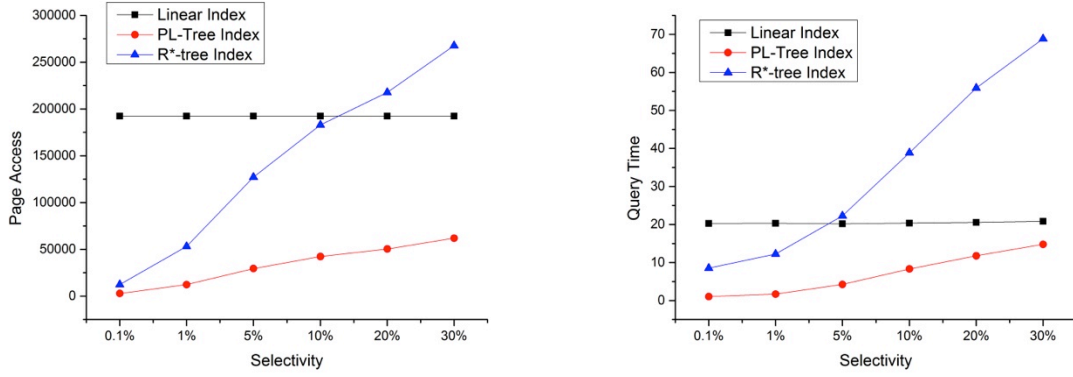 Linear Index
PL-Tree Index
R*-tree Index
300000
250000
200000
150000
100000
50000
0
Page Access
0.1% 1% 5% 10% 20% 30%
Selectivity
Linear Index
PL-Tree Index
R*-tree Index
70
60
50
40
30
20
10
0
Query Time
0.1% 1% 5% 10% 20% 30%
Selectivity